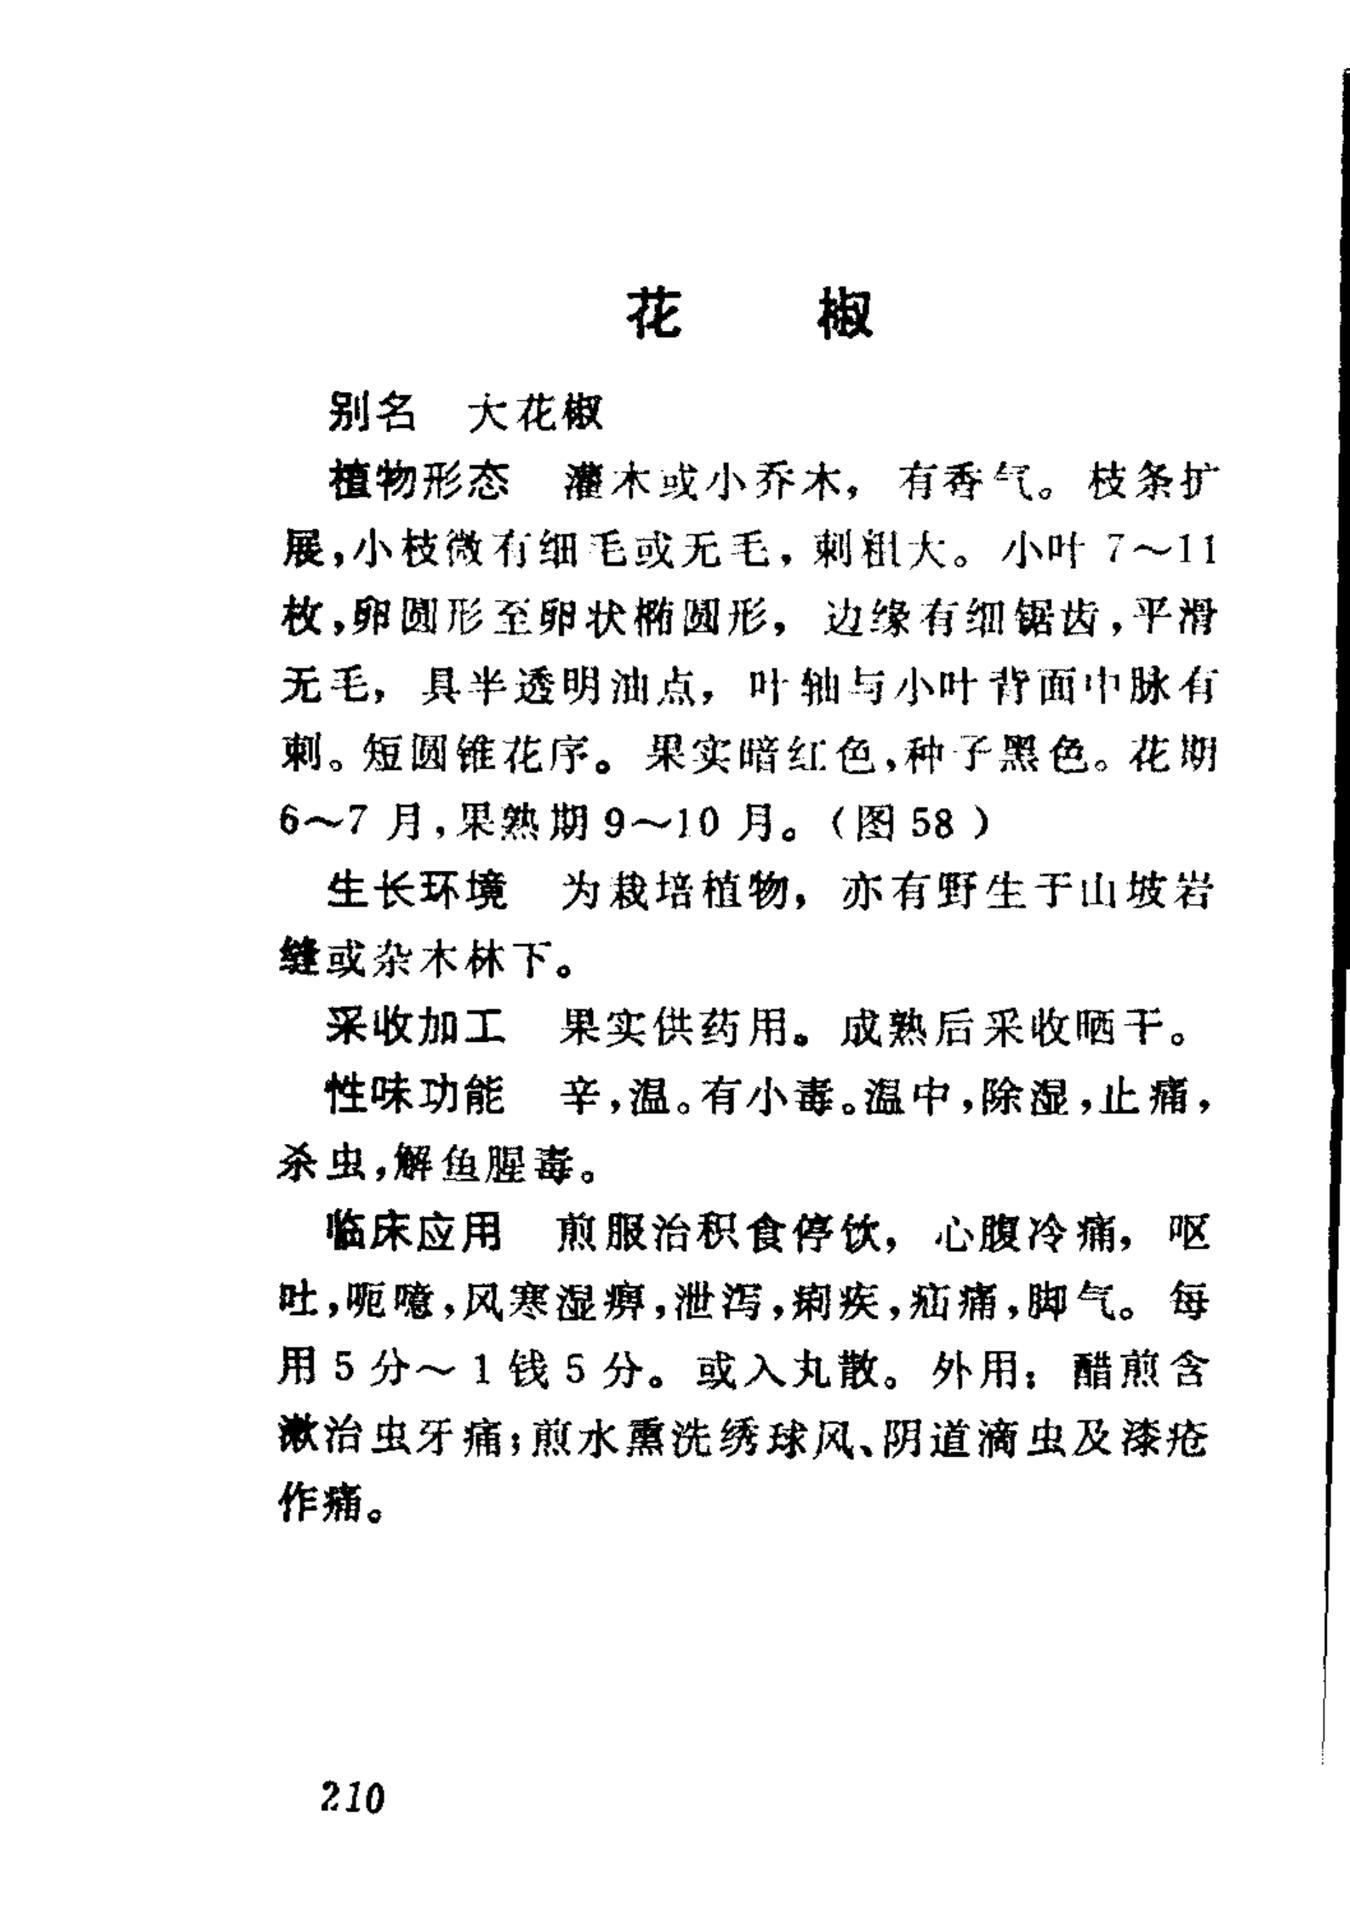 花　　椒
别名　大花椒
植物形态　灌木或小乔木，有香气。枝条扩
展，小枝微有细毛或无毛，刺粗大。小叶 7～11
枚，卵圆形至卵状椭圆形，边缘有细锯齿，平滑
无毛，具半透明油点，叶轴与小叶背面中脉有
刺。短圆锥花序。果实暗红色，种子黑色。花期
6～7 月，果熟期 9～10 月。（图 58 ）
生长环境　为栽培植物，亦有野生于山坡岩
缝或杂木林下。
采收加工　果实供药用。成熟后采收晒干。
性味功能　辛，温。有小毒。温中，除湿，止痛，
杀虫，解鱼腥毒。
临床应用　煎服治积食停饮，心腹冷痛，呕
吐，呃噫，风寒湿痹，泄泻，痢疾，疝痛，脚气。每
用 5 分～ 1 钱 5 分。或入丸散。外用：醋煎含
漱治虫牙痛；煎水熏洗绣球风、阴道滴虫及漆疮
作痛。
210